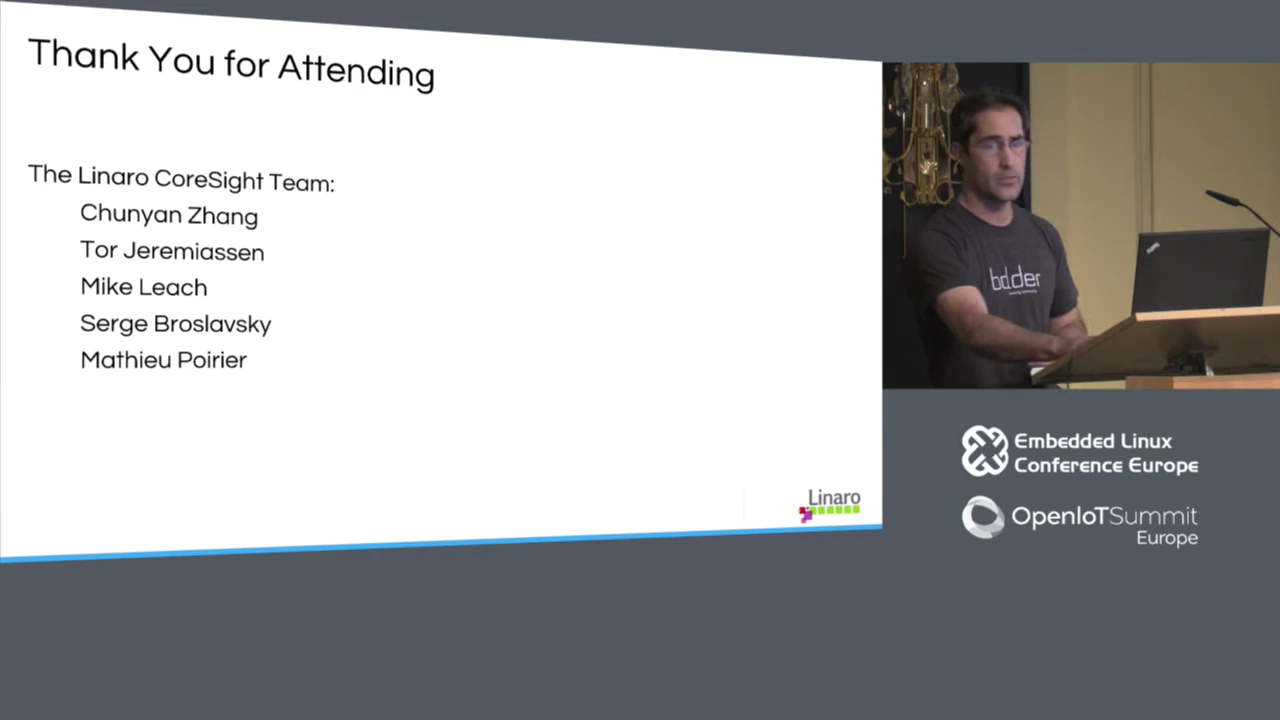 Thank You for Attending
The Linaro CoreSight Team:
Chunyan Zhang
Tor Jeremiassen
Mike Leach
Serge Broslavsky
Mathieu Poirier
Linaro
Embedded Linux
Conference Europe
OpenIoTSummit
Europe